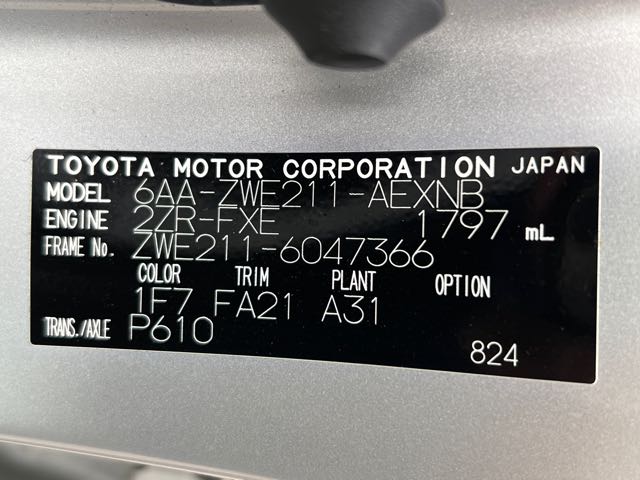 TOYOTA MOTOR CORPORATION JAPAN
MODEL 6AA-ZWE211-AEXNB
ENGINE 2ZR-FXE 1797 mL
FRAME No. ZWE211-6047366
COLOR TRIM PLANT OPTION
1F7 FA21 A31
TRANS./AXLE P610
824